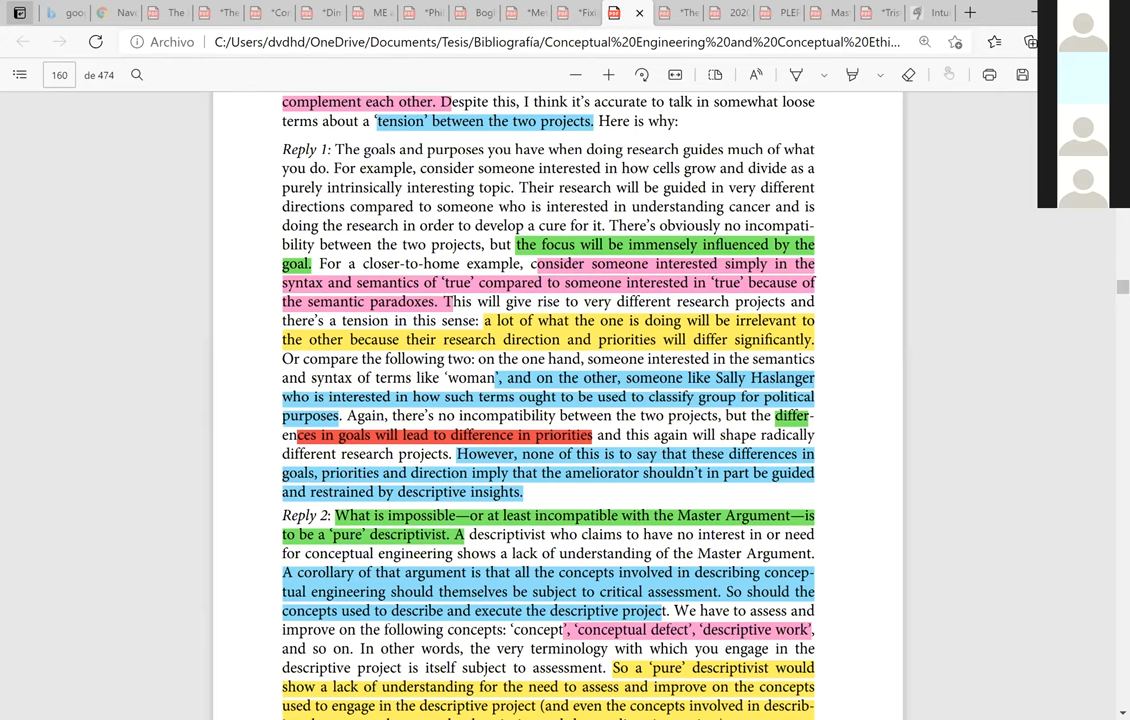 goo
Nav
The
*The
*Cor
*Din
ME a
*Phi
Bogl
*Met
*Fixi
*The
202(
PLEF
Mas
*Tris
Intu
Archivo
C:/Users/dvdhd/OneDrive/Documents/Tesis/Bibliografía/Conceptual%20Engineering%20and%20Conceptual%20Ethi...
160 de 474
complement each other. Despite this, I think it's accurate to talk in somewhat loose
terms about a 'tension' between the two projects. Here is why:
Reply 1: The goals and purposes you have when doing research guides much of what
you do. For example, consider someone interested in how cells grow and divide as a
purely intrinsically interesting topic. Their research will be guided in very different
directions compared to someone who is interested in understanding cancer and is
doing the research in order to develop a cure for it. There's obviously no incompati-
bility between the two projects, but the focus will be immensely influenced by the
goal. For a closer-to-home example, consider someone interested simply in the
syntax and semantics of 'true' compared to someone interested in 'true' because of
the semantic paradoxes. This will give rise to very different research projects and
there's a tension in this sense: a lot of what the one is doing will be irrelevant to
the other because their research direction and priorities will differ significantly.
Or compare the following two: on the one hand, someone interested in the semantics
and syntax of terms like 'woman', and on the other, someone like Sally Haslanger
who is interested in how such terms ought to be used to classify group for political
purposes. Again, there's no incompatibility between the two projects, but the differ-
ences in goals will lead to difference in priorities and this again will shape radically
different research projects. However, none of this is to say that these differences in
goals, priorities and direction imply that the ameliorator shouldn't in part be guided
and restrained by descriptive insights.
Reply 2: What is impossible—or at least incompatible with the Master Argument—is
to be a 'pure' descriptivist. A descriptivist who claims to have no interest in or need
for conceptual engineering shows a lack of understanding of the Master Argument.
A corollary of that argument is that all the concepts involved in describing concep-
tual engineering should themselves be subject to critical assessment. So should the
concepts used to describe and execute the descriptive project. We have to assess and
improve on the following concepts: 'concept', 'conceptual defect', 'descriptive work',
and so on. In other words, the very terminology with which you engage in the
descriptive project is itself subject to assessment. So a 'pure' descriptivist would
show a lack of understanding for the need to assess and improve on the concepts
used to engage in the descriptive project (and even the concepts involved in describ-